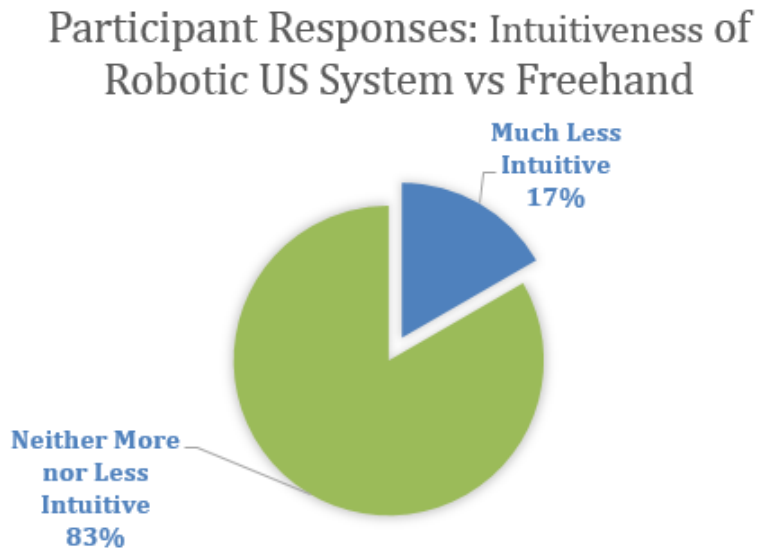 Participant Responses: Intuitiveness of
Robotic US System vs Freehand
Much Less
Intuitive
17%
Neither More
nor Less
Intuitive
83%